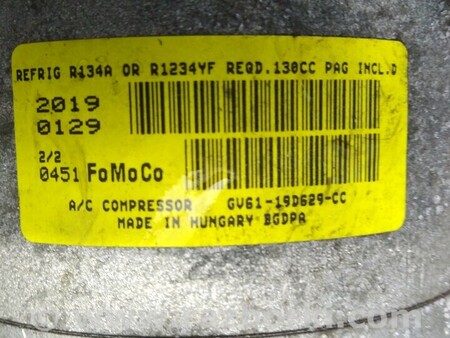 REFRIG R134A OR R1234YF REQD.130CC PAG INCL.D
2019
0129
2/2
0451 FoMoCo
A/C COMPRESSOR GV61-19D629-CC
MADE IN HUNGARY BGDPA